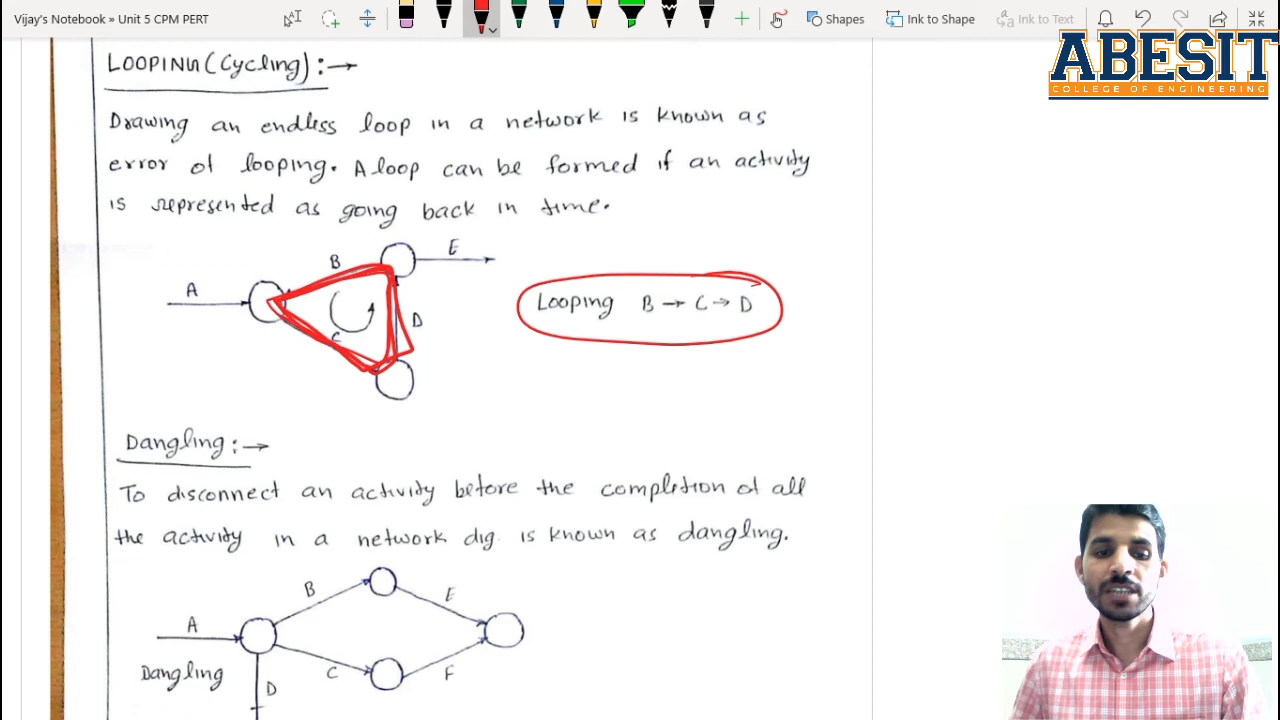 Vijay's Notebook » Unit 5 CPM PERT
Shapes
Ink to Shape
Ink to Text
ABESIT
COLLEGE OF ENGINEERING
LOOPING (Cycling) :→
Drawing an endless loop in a network is known as
error of looping. A loop can be formed if an activity
is represented as going back in time.
B
E
A
Looping B → C → D
D
C
Dangling :→
To disconnect an activity before the completion of all
the activity in a network dig. is known as dangling.
B
E
A
Dangling
C
F
D